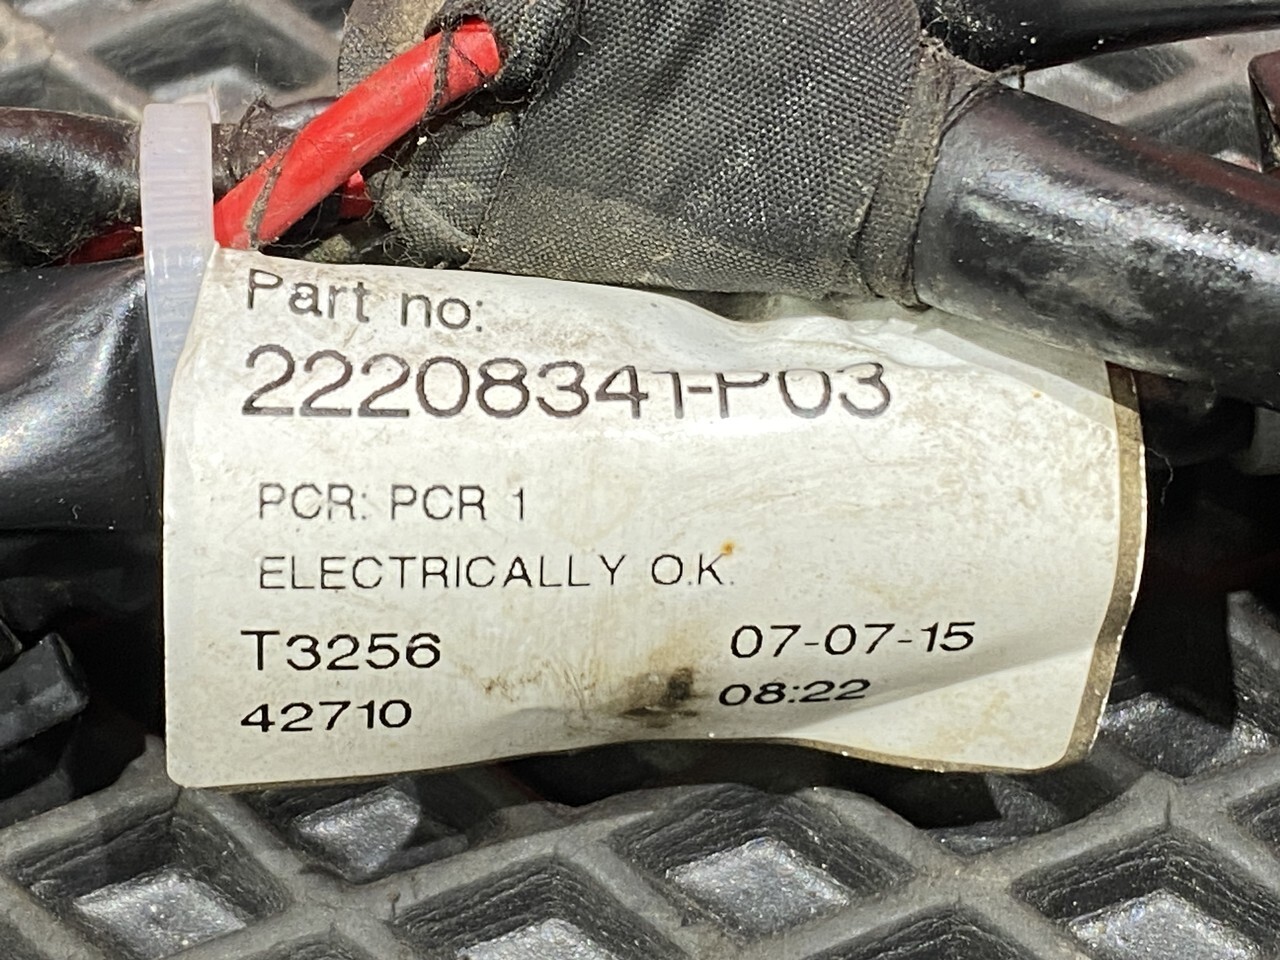 Part no:
22208341-P03
PCR: PCR 1
ELECTRICALLY O.K.
T3256 07-07-15
42710 08:22